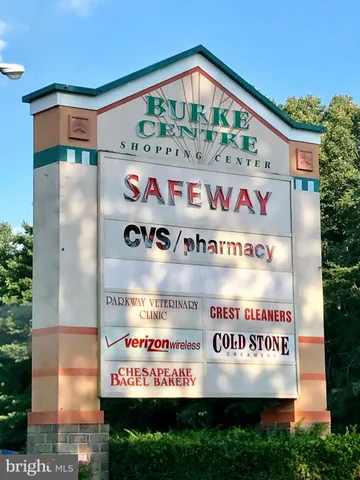 BURKE
CENTRE
SHOPPING CENTER
SAFEWAY
CVS/pharmacy
PARKWAY VETERINARY
CLINIC
CREST CLEANERS
verizonwireless
COLD STONE
CREAMERY
CHESAPEAKE
BAGEL BAKERY
bright MLS